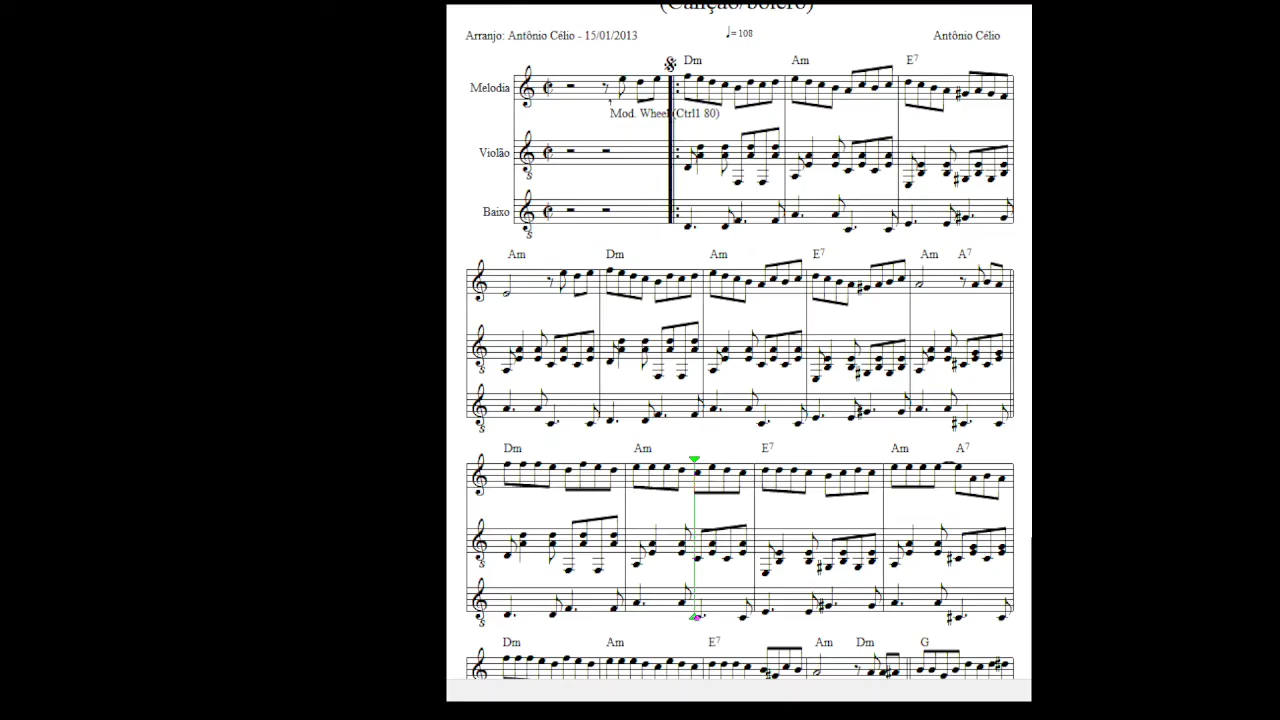 (Canção/bolero)
Arranjo: Antônio Célio - 15/01/2013
♩= 108
Antônio Célio
Dm Am E7
Melodia
Mod. Wheel (Ctrl1 80)
Violão
Baixo
Am Dm Am E7 Am A7
Dm Am E7 Am A7
Dm Am E7 Am Dm G